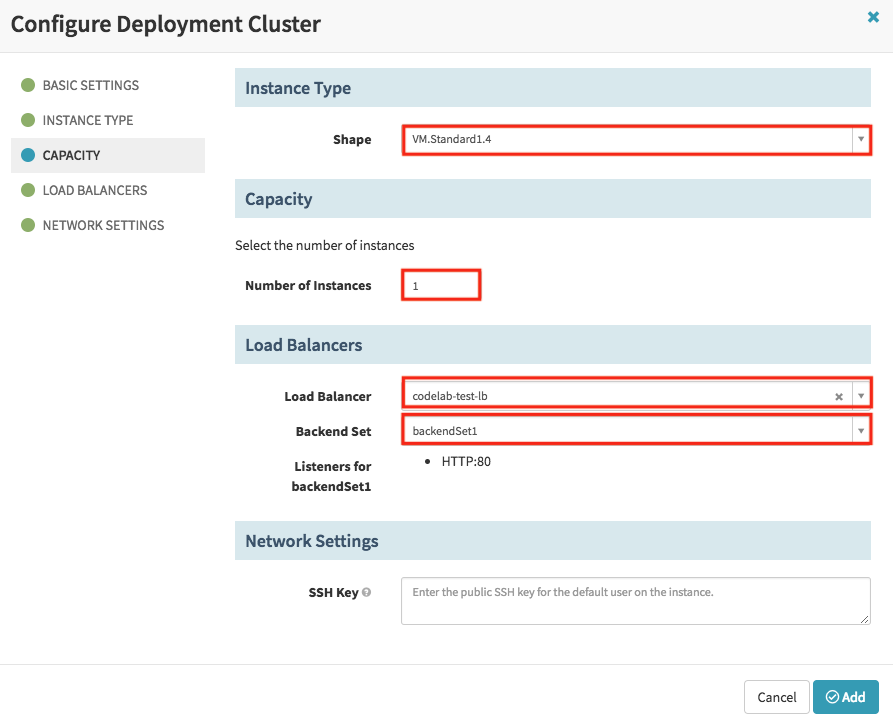 Configure Deployment Cluster
BASIC SETTINGS
INSTANCE TYPE
CAPACITY
LOAD BALANCERS
NETWORK SETTINGS
Instance Type
Shape
VM.Standard1.4
Capacity
Select the number of instances
Number of Instances
1
Load Balancers
Load Balancer
codelab-test-lb
Backend Set
backendSet1
Listeners for
backendSet1
• HTTP:80
Network Settings
SSH Key
Enter the public SSH key for the default user on the instance.
Cancel
Add